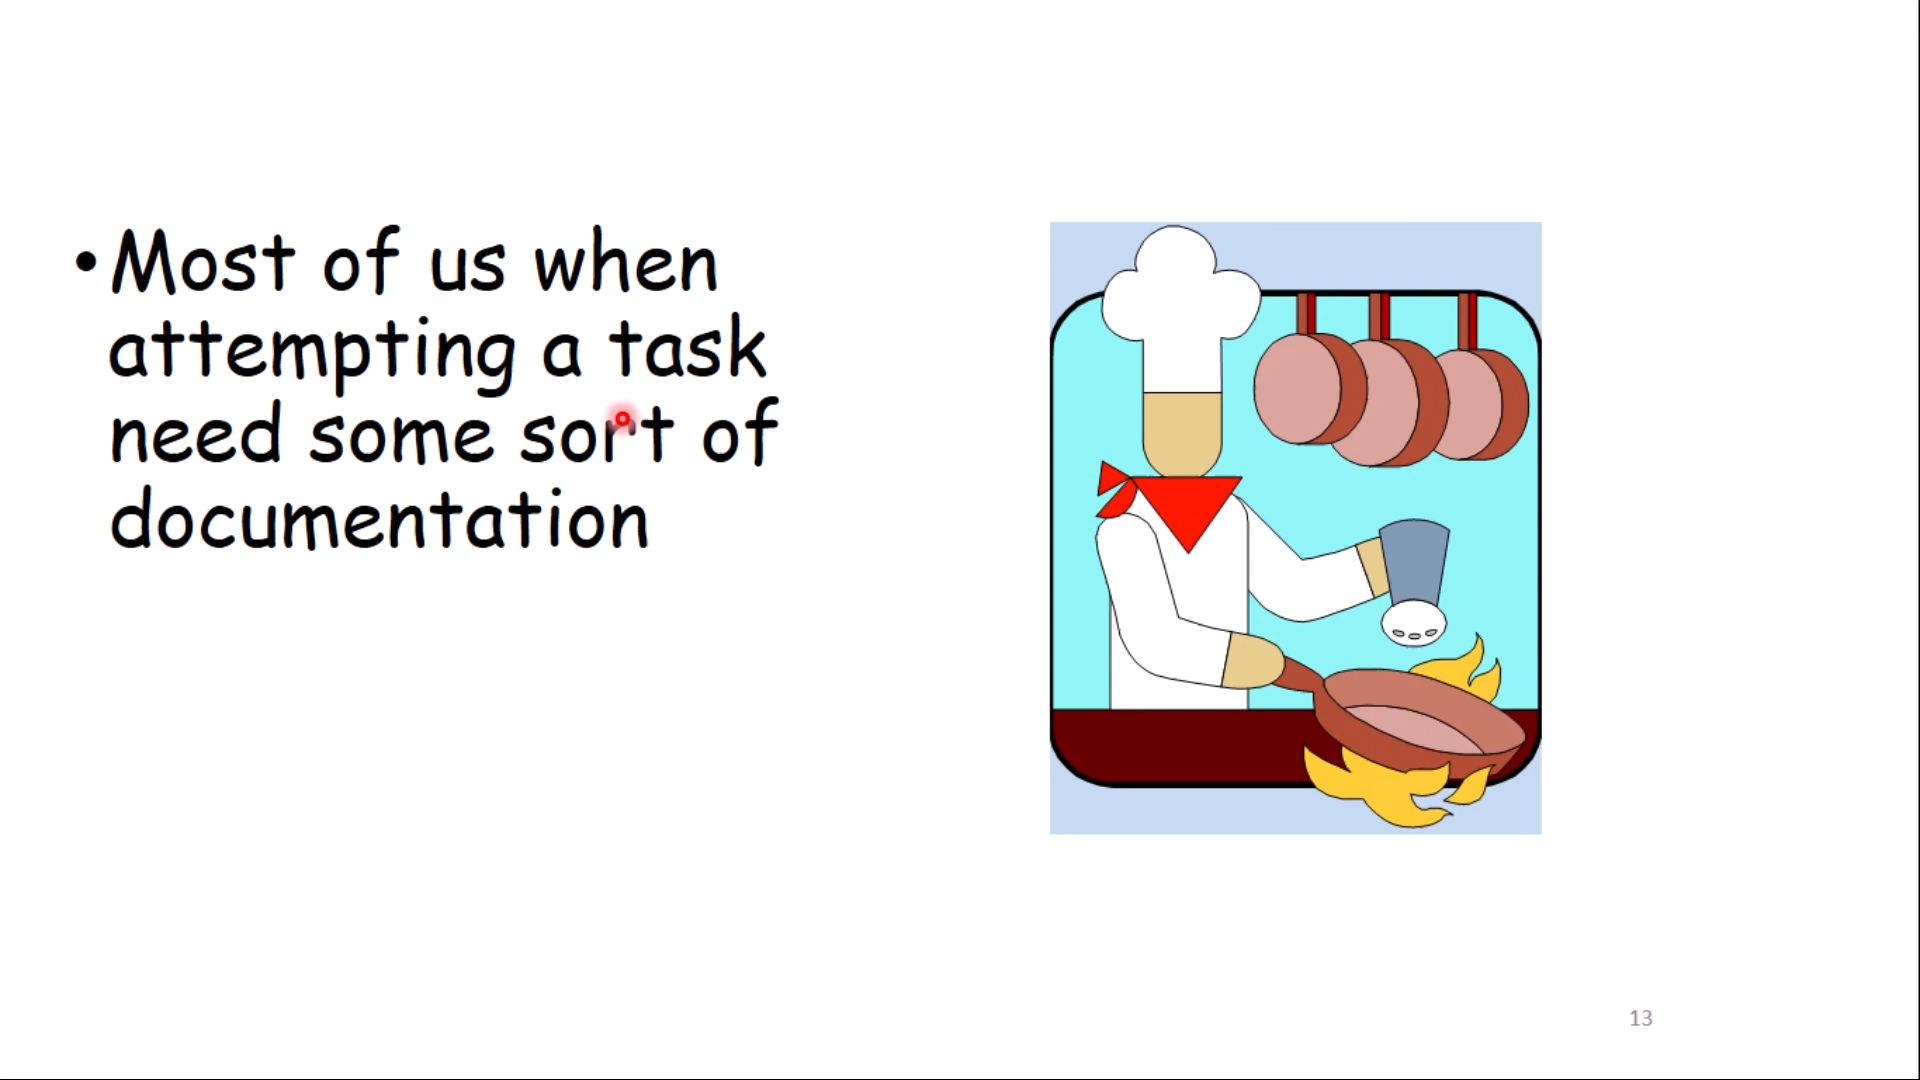 •Most of us when
attempting a task
need some sort of
documentation
13